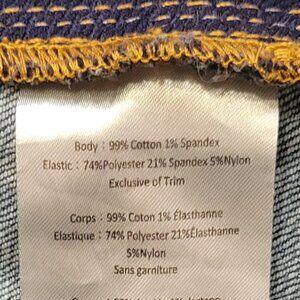 Body : 99% Cotton 1% Spandex
Elastic : 74%Polyester 21% Spandex 5%Nylon
Exclusive of Trim
Corps : 99% Coton 1% Élasthanne
Elastique : 74% Polyester 21%Élasthanne
5%Nylon
Sans garniture